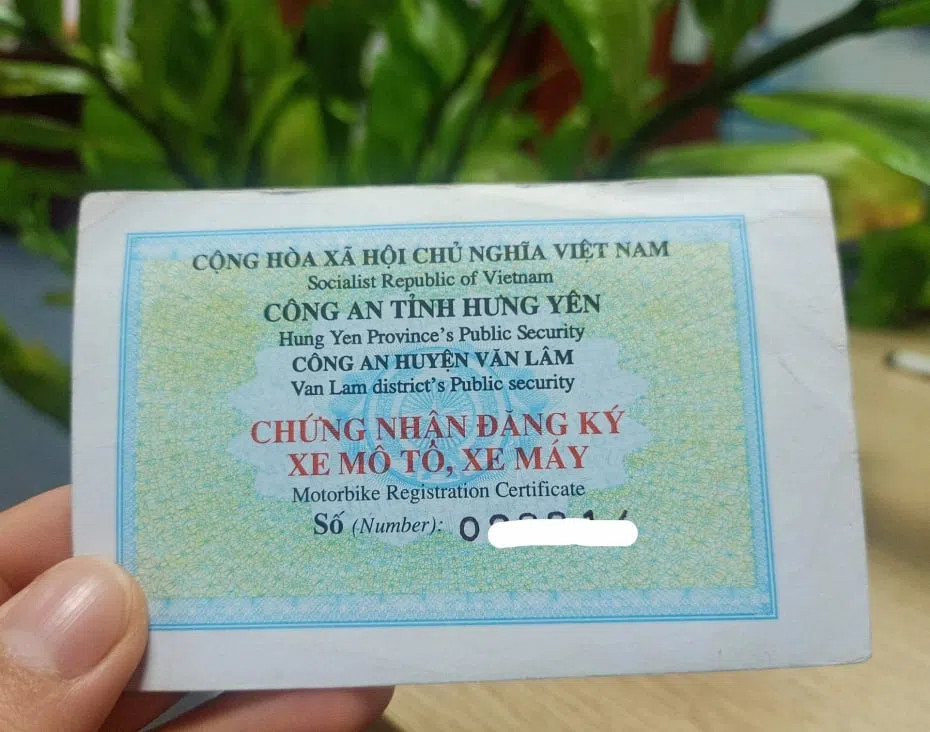 CỘNG HÒA XÃ HỘI CHỦ NGHĨA VIỆT NAM
Socialist Republic of Vietnam
CÔNG AN TỈNH HƯNG YÊN
Hung Yen Province's Public Security
CÔNG AN HUYỆN VĂN LÂM
Van Lam district's Public security
CHỨNG NHẬN ĐĂNG KÝ
XE MÔ TÔ, XE MÁY
Motorbike Registration Certificate
Số (Number):